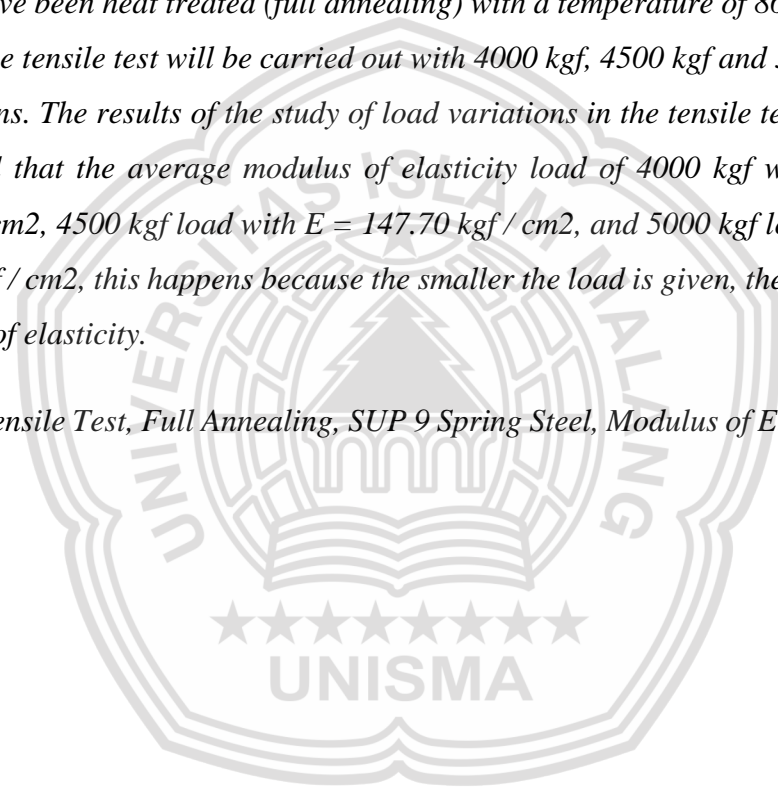 ve been heat treated (full annealing) with a temperature of 80
e tensile test will be carried out with 4000 kgf, 4500 kgf and
ns. The results of the study of load variations in the tensile te
that the average modulus of elasticity load of 4000 kgf w
cm2, 4500 kgf load with E = 147.70 kgf / cm2, and 5000 kgf l
f / cm2, this happens because the smaller the load is given, the
of elasticity.
ensile Test, Full Annealing, SUP 9 Spring Steel, Modulus of E
UNIVERSITAS ISLAM MALANG
UNISMA